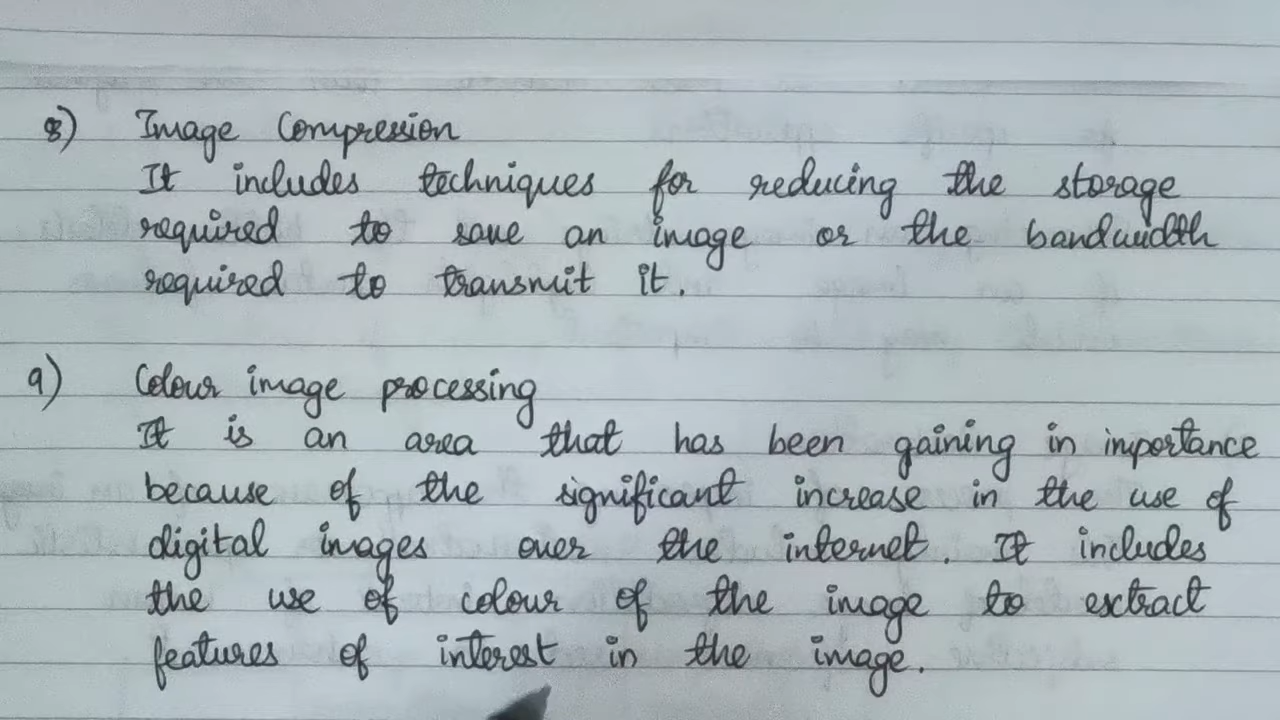 8) Image Compression
It includes techniques for reducing the storage
required to save an image or the bandwidth
required to transmit it.
9) Colour image processing
It is an area that has been gaining in importance
because of the significant increase in the use of
digital images over the internet. It includes
the use of colour of the image to extract
features of interest in the image.